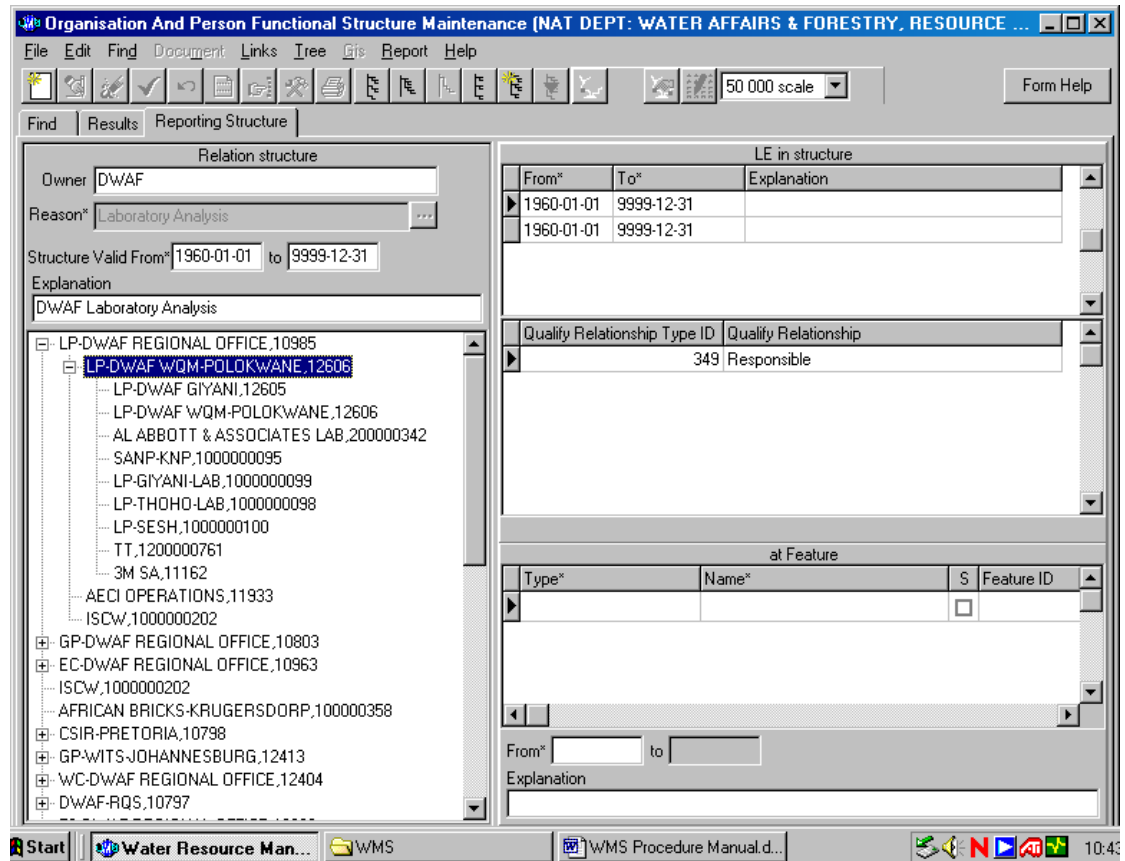 Organisation And Person Functional Structure Maintenance (NAT DEPT: WATER AFFAIRS & FORESTRY, RESOURCE ...
File Edit Find Document Links Tree Gis Report Help
50 000 scale Form Help
Find Results Reporting Structure
Relation structure
Owner DWAF
Reason* Laboratory Analysis ...
Structure Valid From* 1960-01-01 to 9999-12-31
Explanation
DWAF Laboratory Analysis
LP-DWAF REGIONAL OFFICE,10985
LP-DWAF WQM-POLOKWANE,12606
LP-DWAF GIYANI,12605
LP-DWAF WQM-POLOKWANE,12606
AL ABBOTT & ASSOCIATES LAB,200000342
SANP-KNP,1000000095
LP-GIYANI-LAB,1000000099
LP-THOHO-LAB,1000000098
LP-SESH,1000000100
TT,1200000761
3M SA,11162
AECI OPERATIONS,11933
ISCW,1000000202
GP-DWAF REGIONAL OFFICE,10803
EC-DWAF REGIONAL OFFICE,10963
ISCW,1000000202
AFRICAN BRICKS-KRUGERSDORP,100000358
CSIR-PRETORIA,10798
GP-WITS-JOHANNESBURG,12413
WC-DWAF REGIONAL OFFICE,12404
DWAF-RQS,10797
LE in structure
From* To* Explanation
1960-01-01 9999-12-31
1960-01-01 9999-12-31
Qualify Relationship Type ID Qualify Relationship
349 Responsible
at Feature
Type* Name* S Feature ID
From* to
Explanation
Start Water Resource Man... WMS WMS Procedure Manual.d... 10:43